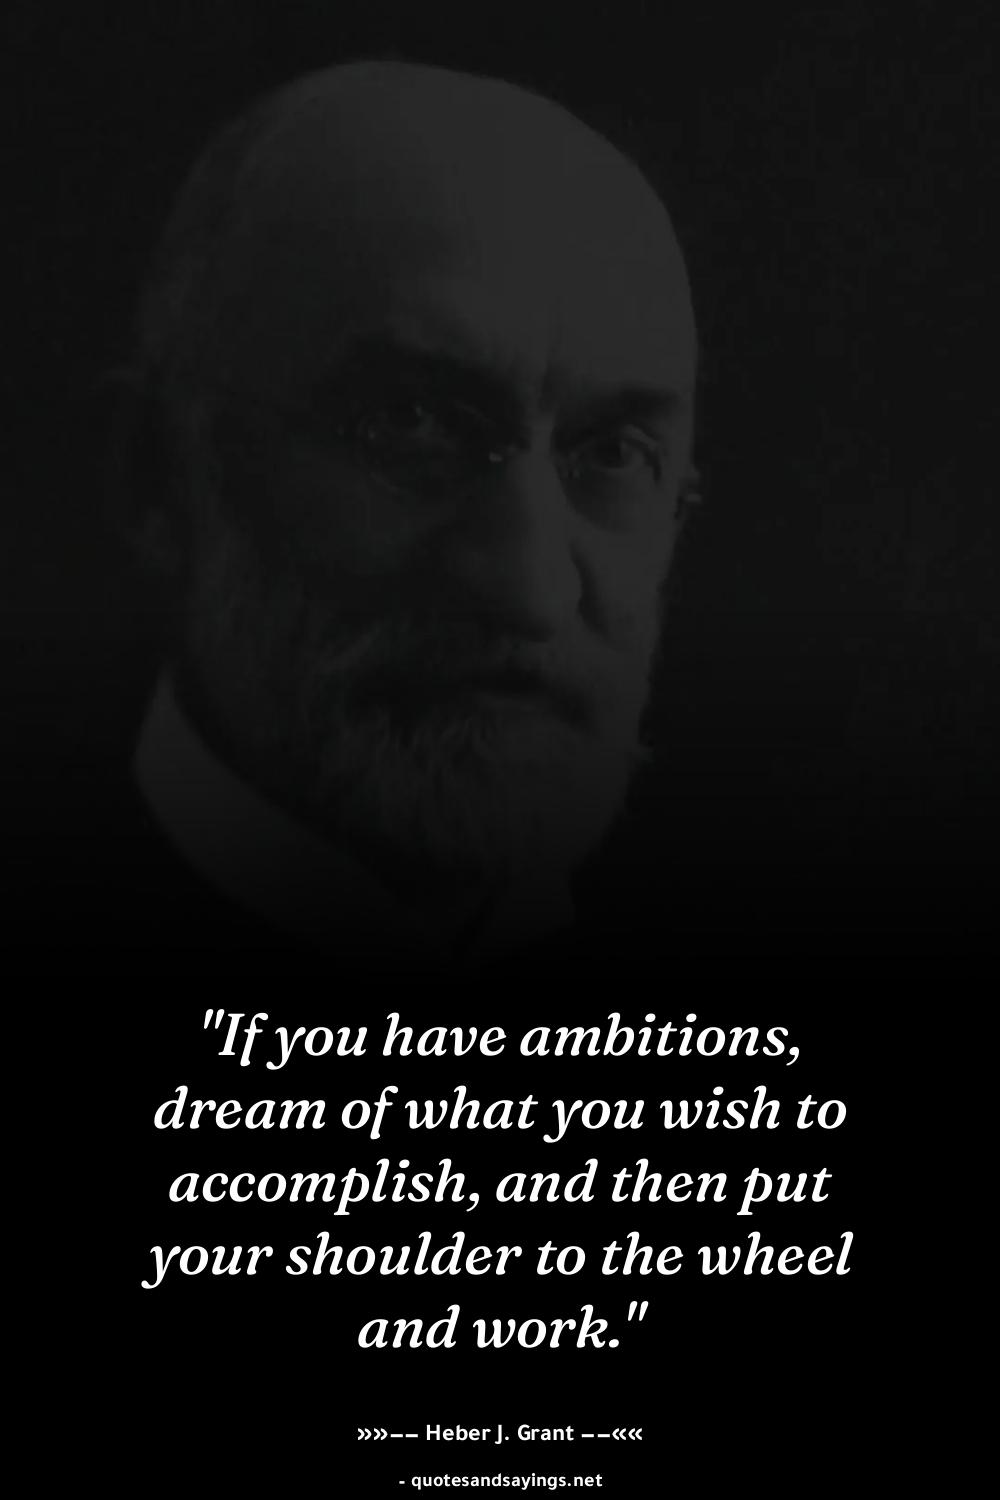 "If you have ambitions,
dream of what you wish to
accomplish, and then put
your shoulder to the wheel
and work."
»»-- Heber J. Grant --««
- quotesandsayings.net